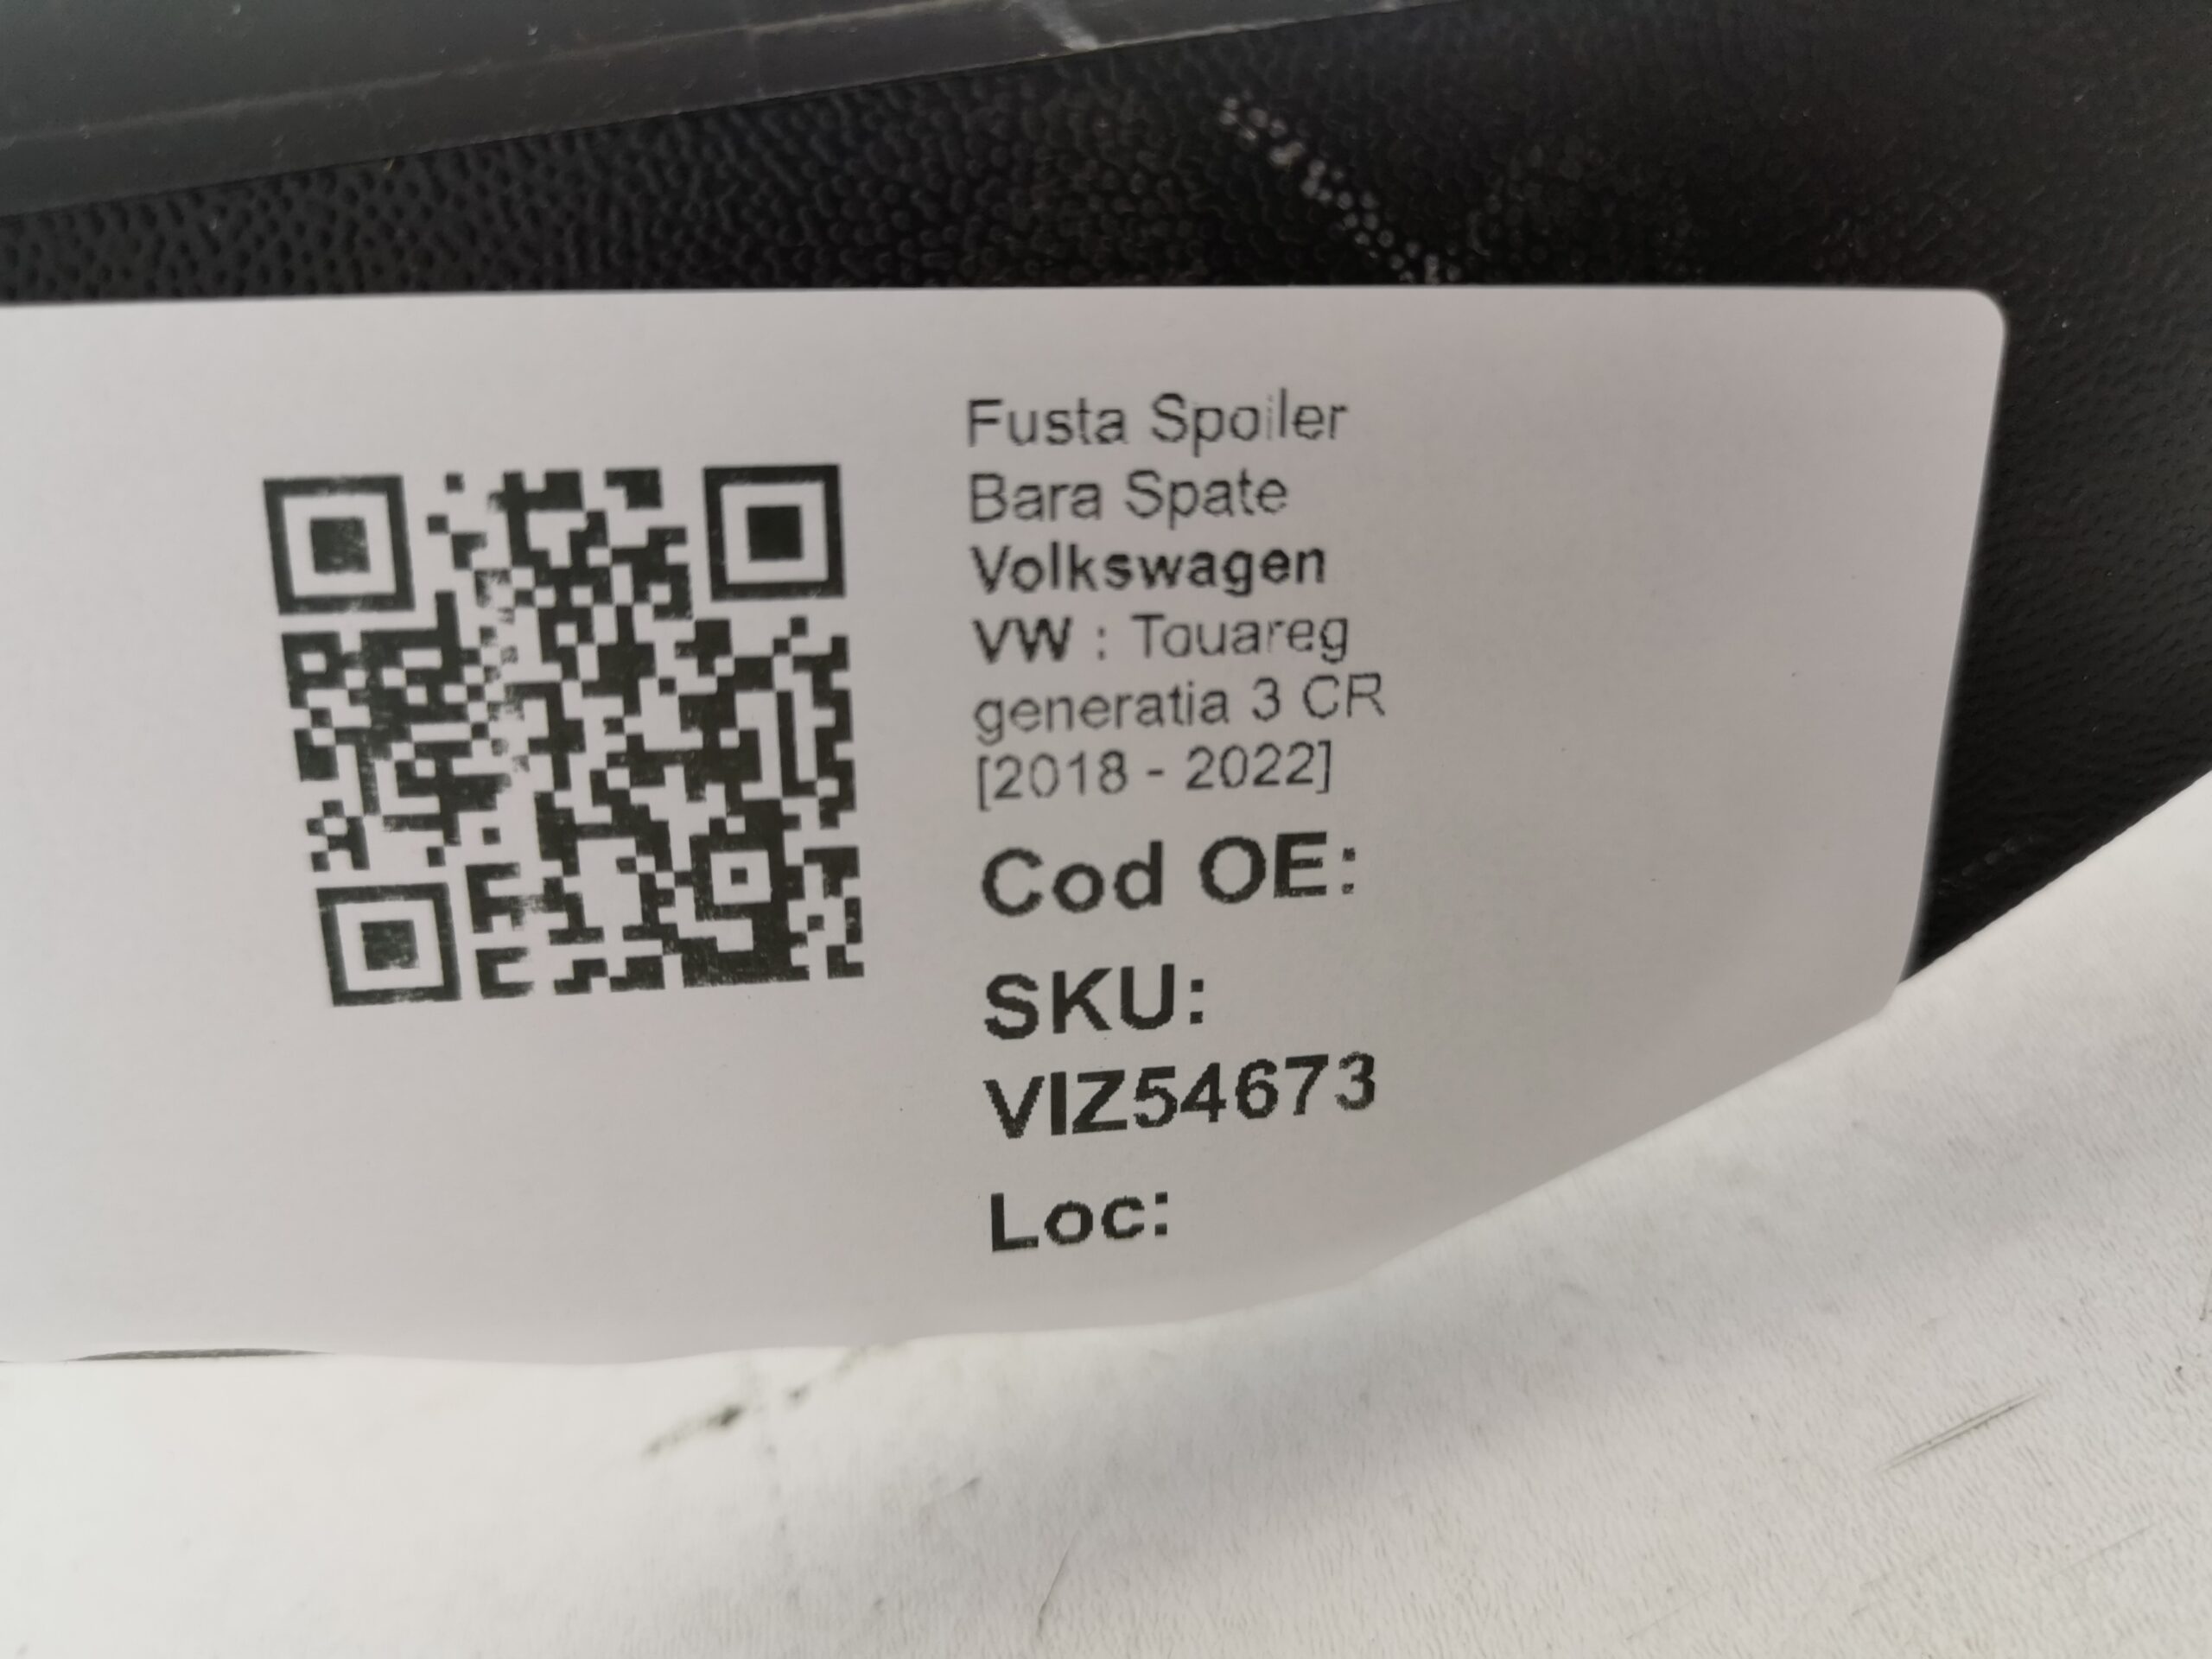 Fusta Spoiler
Bara Spate
Volkswagen
VW : Touareg
generatia 3 CR
[2018 - 2022]
Cod OE:
SKU:
VIZ54673
Loc: